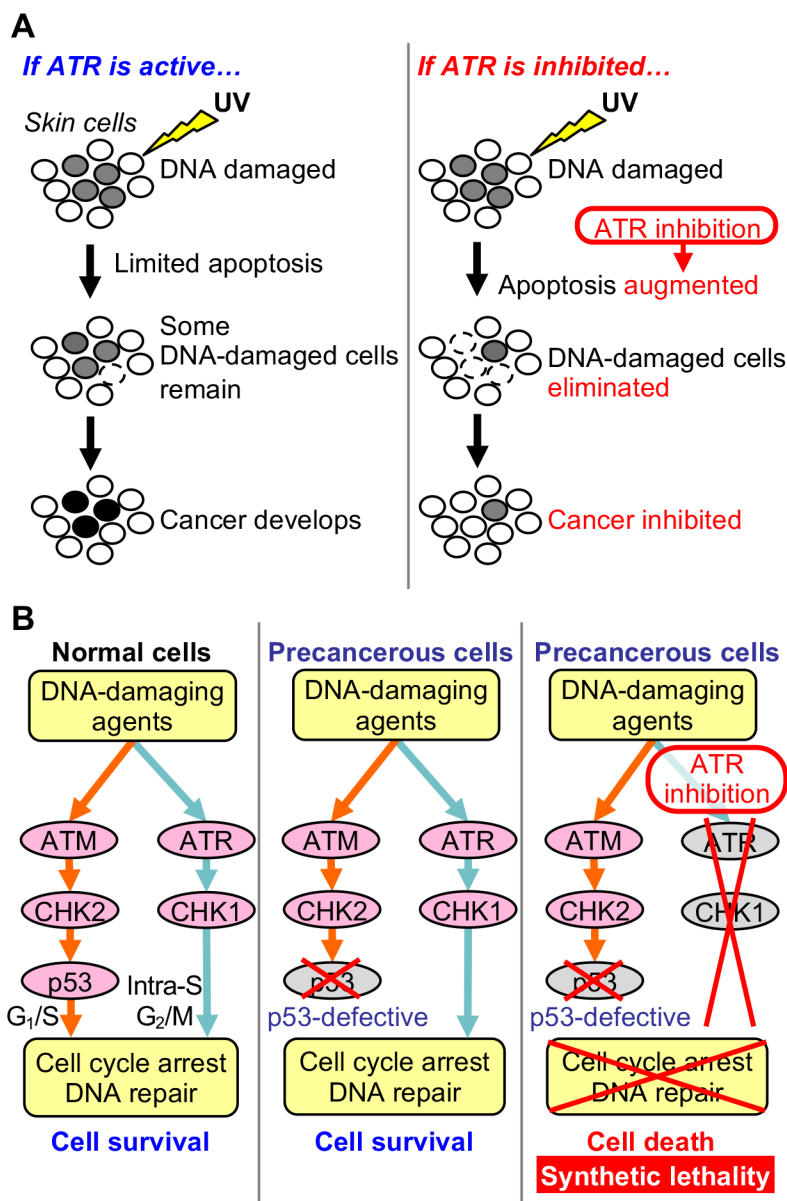 A
If ATR is active…
Skin cells
UV
DNA damaged
Limited apoptosis
Some
DNA-damaged cells
remain
Cancer develops
If ATR is inhibited…
UV
DNA damaged
ATR inhibition
Apoptosis augmented
DNA-damaged cells
eliminated
Cancer inhibited
B
Normal cells
DNA-damaging
agents
ATM
ATR
CHK2
CHK1
p53
Intra-S
G₁/S
G₂/M
Cell cycle arrest
DNA repair
Cell survival
Precancerous cells
DNA-damaging
agents
ATM
ATR
CHK2
CHK1
p53
p53-defective
Cell cycle arrest
DNA repair
Cell survival
Precancerous cells
DNA-damaging
agents
ATR
inhibition
ATM
ATR
CHK2
CHK1
p53
p53-defective
Cell cycle arrest
DNA repair
Cell death
Synthetic lethality